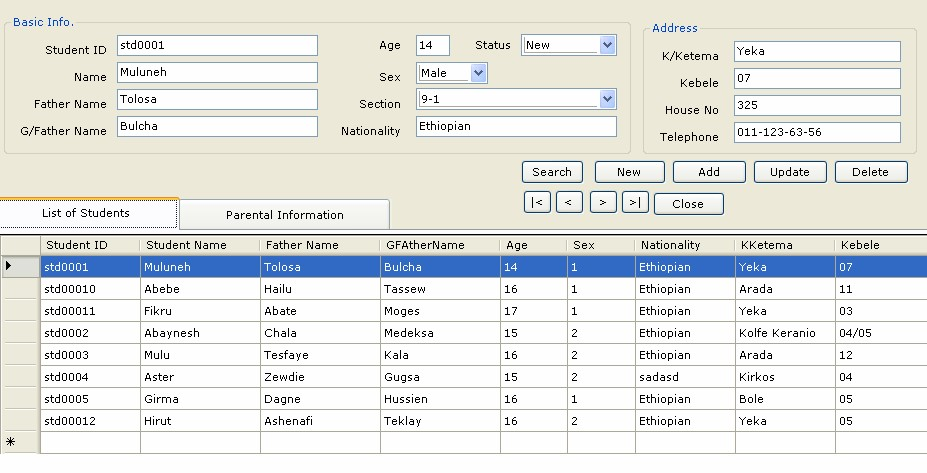 Basic Info.
Student ID std0001 Age 14 Status New
Name Muluneh Sex Male
Father Name Tolosa Section 9-1
G/Father Name Bulcha Nationality Ethiopian
Address
K/Ketema Yeka
Kebele 07
House No 325
Telephone 011-123-63-56
Search New Add Update Delete
|< < > >| Close
List of Students Parental Information
Student ID Student Name Father Name GFAtherName Age Sex Nationality KKetema Kebele
std0001 Muluneh Tolosa Bulcha 14 1 Ethiopian Yeka 07
std00010 Abebe Hailu Tassew 16 1 Ethiopian Arada 11
std00011 Fikru Abate Moges 17 1 Ethiopian Yeka 03
std0002 Abaynesh Chala Medeksa 15 2 Ethiopian Kolfe Keranio 04/05
std0003 Mulu Tesfaye Kala 16 2 Ethiopian Arada 12
std0004 Aster Zewdie Gugsa 15 2 sadasd Kirkos 04
std0005 Girma Dagne Hussien 16 1 Ethiopian Bole 05
std00012 Hirut Ashenafi Teklay 16 2 Ethiopian Yeka 05